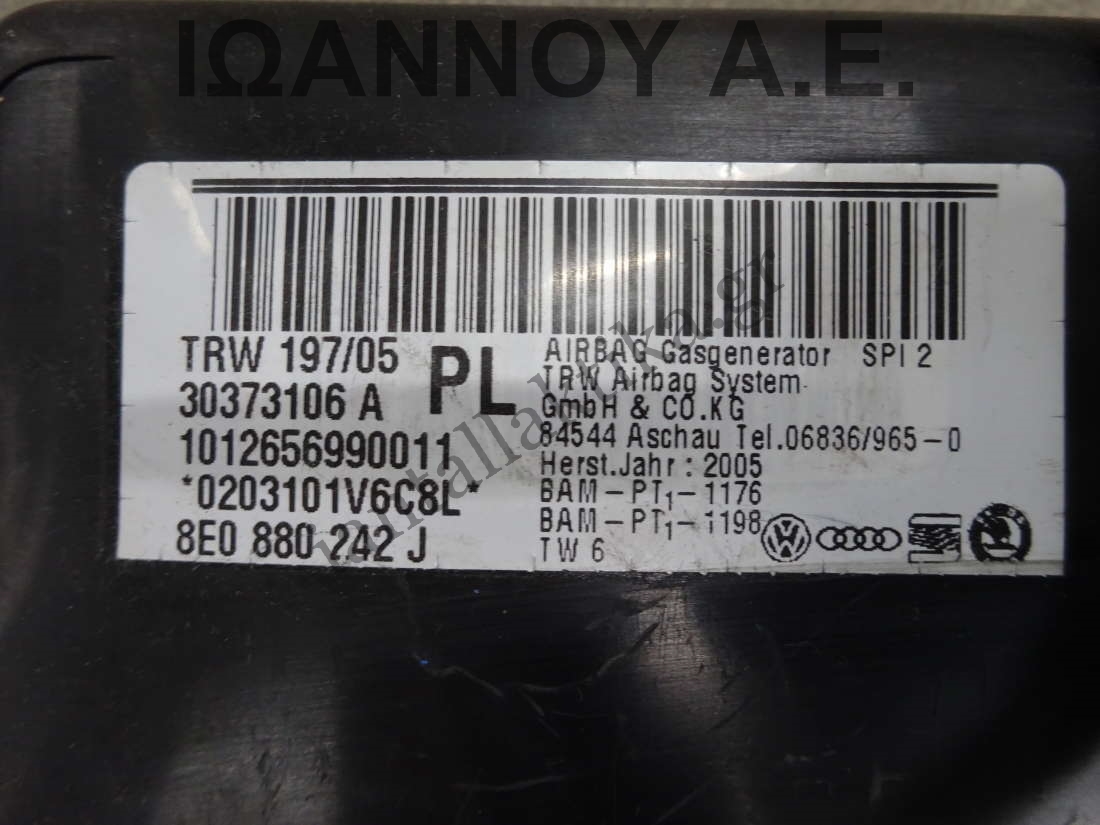 ΙΩΑΝΝΟΥ Α.Ε.
TRW 197/05
30373106 A
PL
1012656990011
*0203101V6C8L*
8E0 880 242 J
AIRBAG Gasgenerator SPI 2
TRW Airbag System
GmbH & CO.KG
84544 Aschau Tel.06836/965-0
Herst.Jahr: 2005
BAM-PT1-1176
BAM-PT1-1198
TW 6